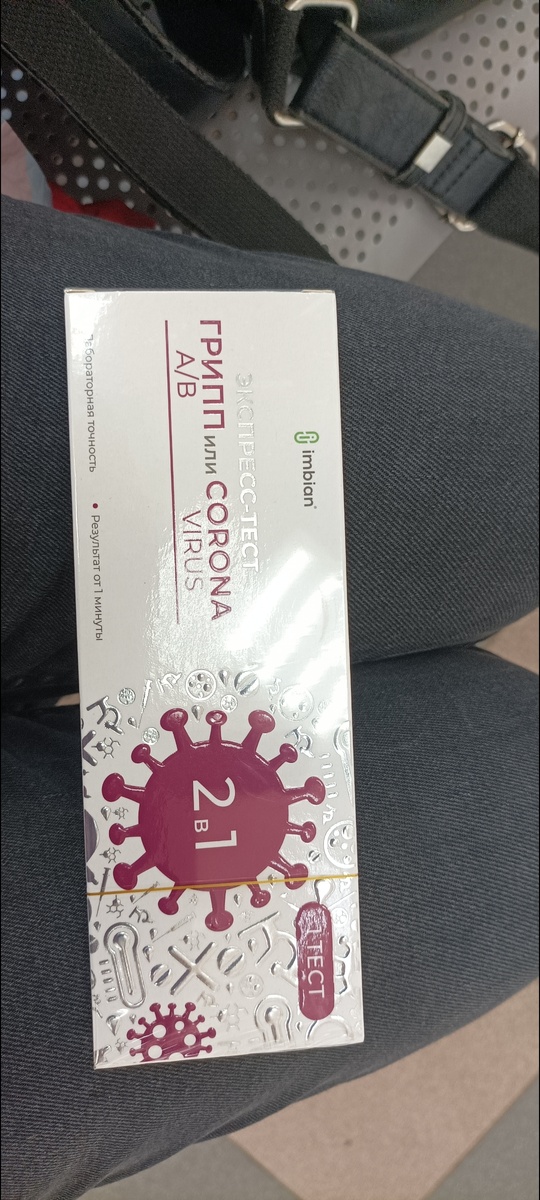 imbian
ЭКСПРЕСС-ТЕСТ
ГРИПП или CORONA
A/B VIRUS
Лабораторная точность • Результат от 1 минуты
2 в 1
1 ТЕСТ